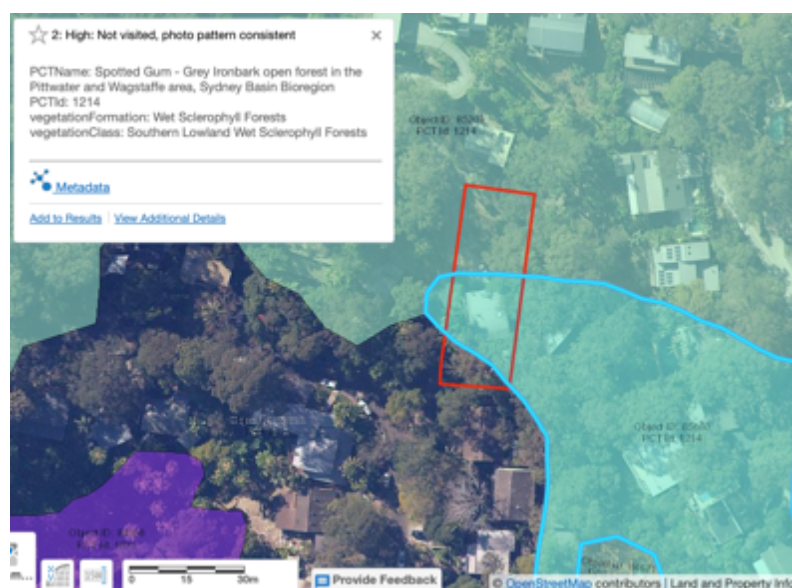 2: High: Not visited, photo pattern consistent
PCTName: Spotted Gum - Grey Ironbark open forest in the
Pittwater and Wagstaffe area, Sydney Basin Bioregion
PCTId: 1214
vegetationFormation: Wet Sclerophyll Forests
vegetationClass: Southern Lowland Wet Sclerophyll Forests
Metadata
Add to Results | View Additional Details
PCTId: 1214
PCTId: 1214
0 15 30m
Provide Feedback
© OpenStreetMap contributors | Land and Property Info